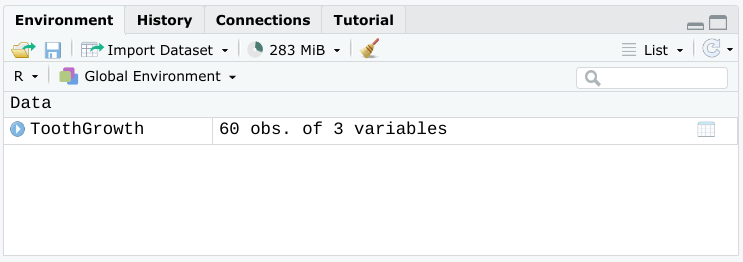 Environment History Connections Tutorial
Import Dataset 283 MiB List
R Global Environment
Data
ToothGrowth 60 obs. of 3 variables